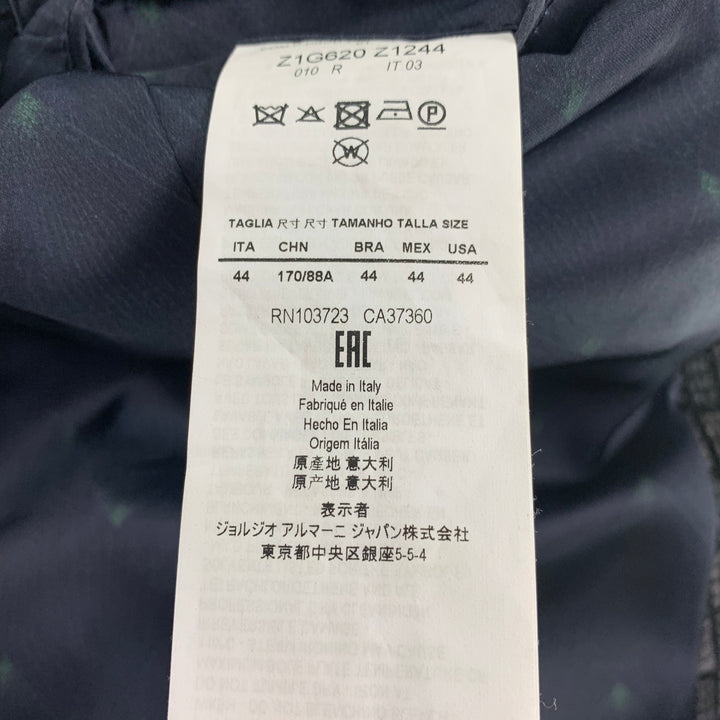 Z1G620 Z1244
010 R IT 03
TAGLIA 尺寸 尺寸 TAMANHO TALLA SIZE
ITA CHN BRA MEX USA
44 170/88A 44 44 44
RN103723 CA37360
EAC
Made in Italy
Fabriqué en Italie
Hecho En Italia
Origem Itália
原產地 意大利
原产地 意大利
表示者
ジョルジオ アルマーニ ジャパン株式会社
東京都中央区銀座5-5-4